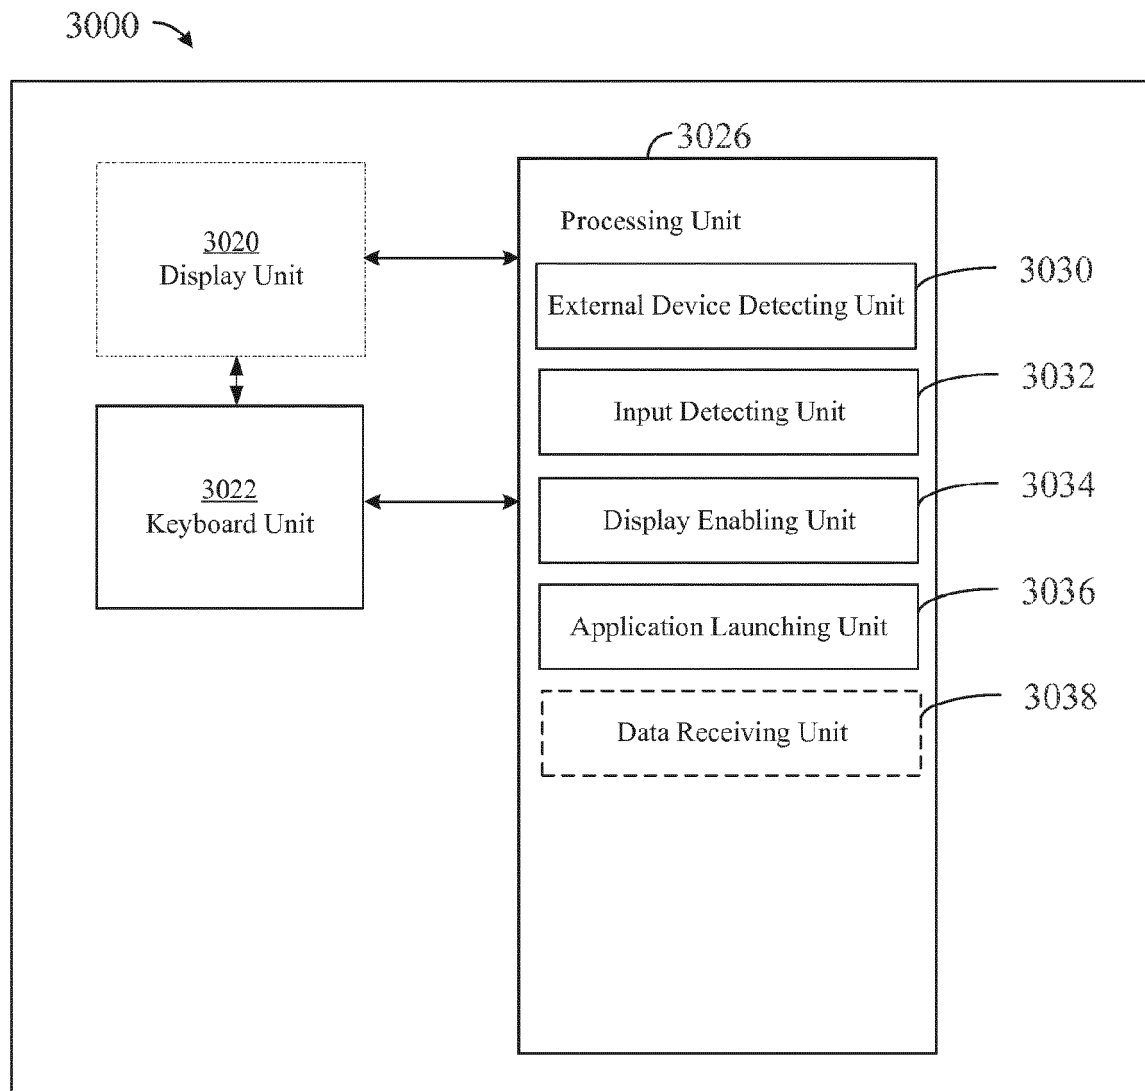 3000
3026
3020
Display Unit
3022
Keyboard Unit
Processing Unit
External Device Detecting Unit
3030
Input Detecting Unit
3032
Display Enabling Unit
3034
Application Launching Unit
3036
Data Receiving Unit
3038